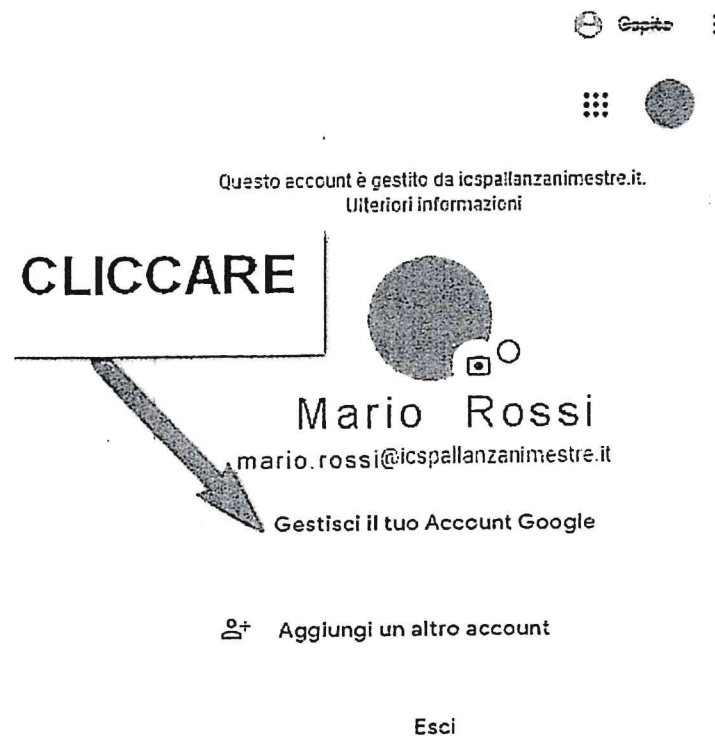 Ospite
Questo account è gestito da icspallanzanimestre.it.
Ulteriori informazioni
CLICCARE
Mario Rossi
mario.rossi@icspallanzanimestre.it
Gestisci il tuo Account Google
Aggiungi un altro account
Esci